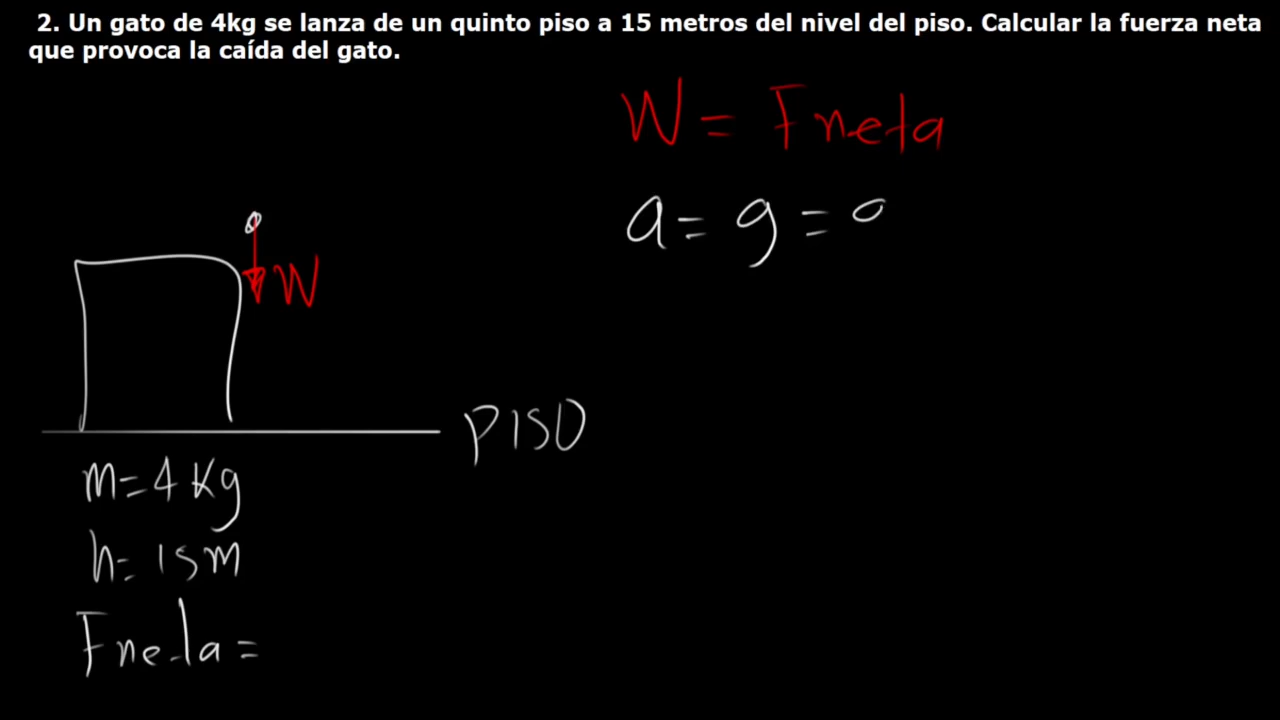 2. Un gato de 4kg se lanza de un quinto piso a 15 metros del nivel del piso. Calcular la fuerza neta
que provoca la caída del gato.
W = Fneta
a = g =
W
PISO
m = 4 Kg
h = 15m
Fneta =